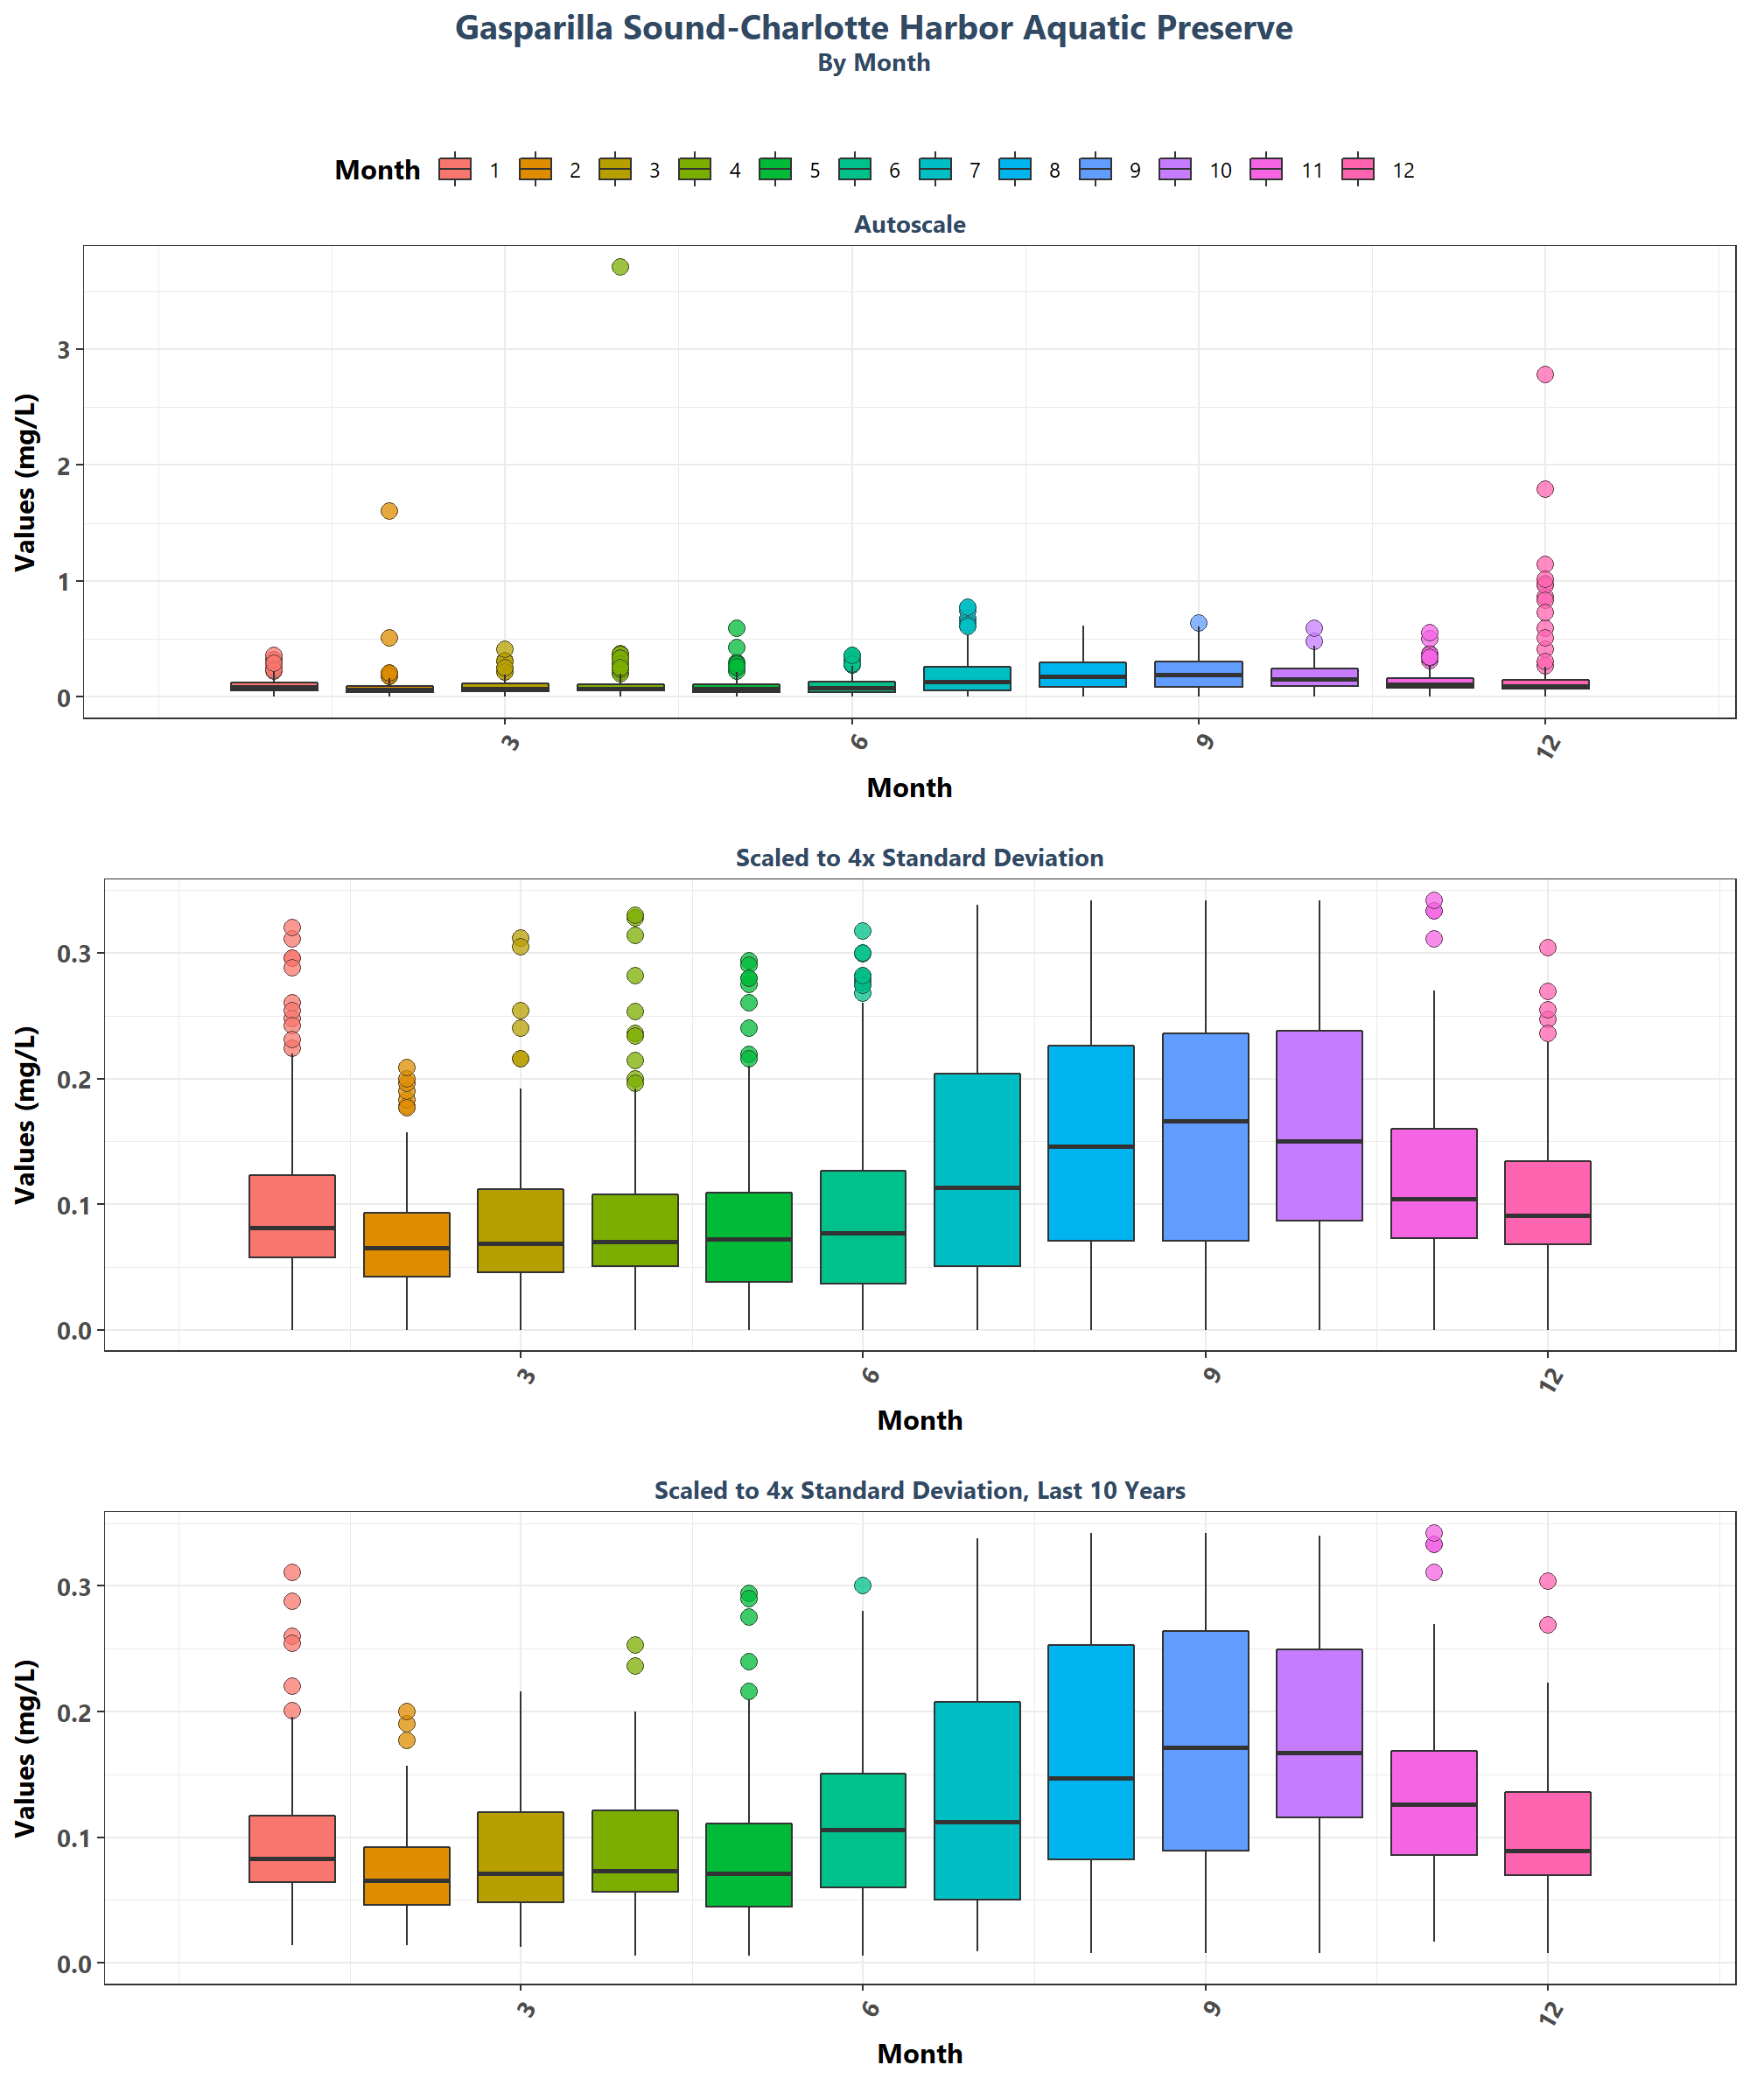 Gasparilla Sound-Charlotte Harbor Aquatic Preserve
By Month
Month 1 2 3 4 5 6 7 8 9 10 11 12
Autoscale
Values (mg/L)
3
2
1
0
3 6 9 12
Month
Scaled to 4x Standard Deviation
Values (mg/L)
0.3
0.2
0.1
0.0
3 6 9 12
Month
Scaled to 4x Standard Deviation, Last 10 Years
Values (mg/L)
0.3
0.2
0.1
0.0
3 6 9 12
Month